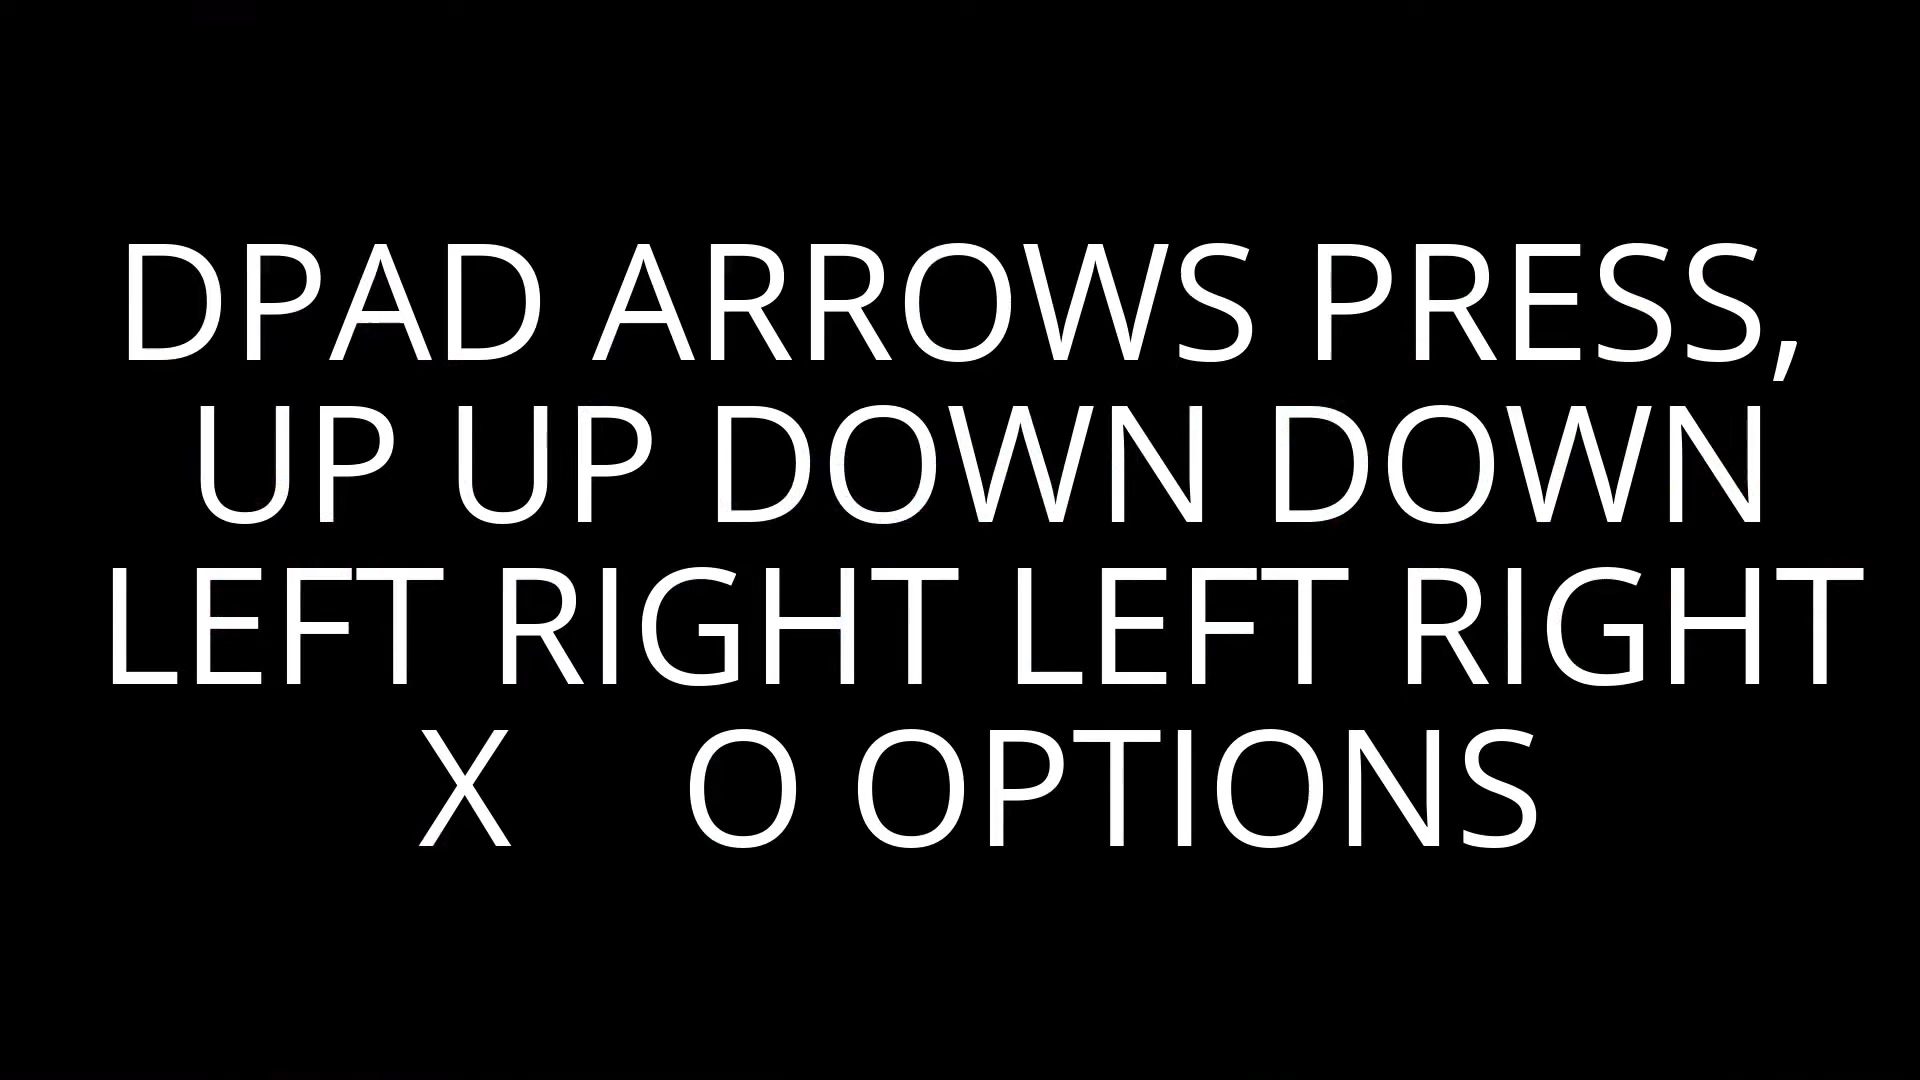 DPAD ARROWS PRESS,
UP UP DOWN DOWN
LEFT RIGHT LEFT RIGHT
X O OPTIONS